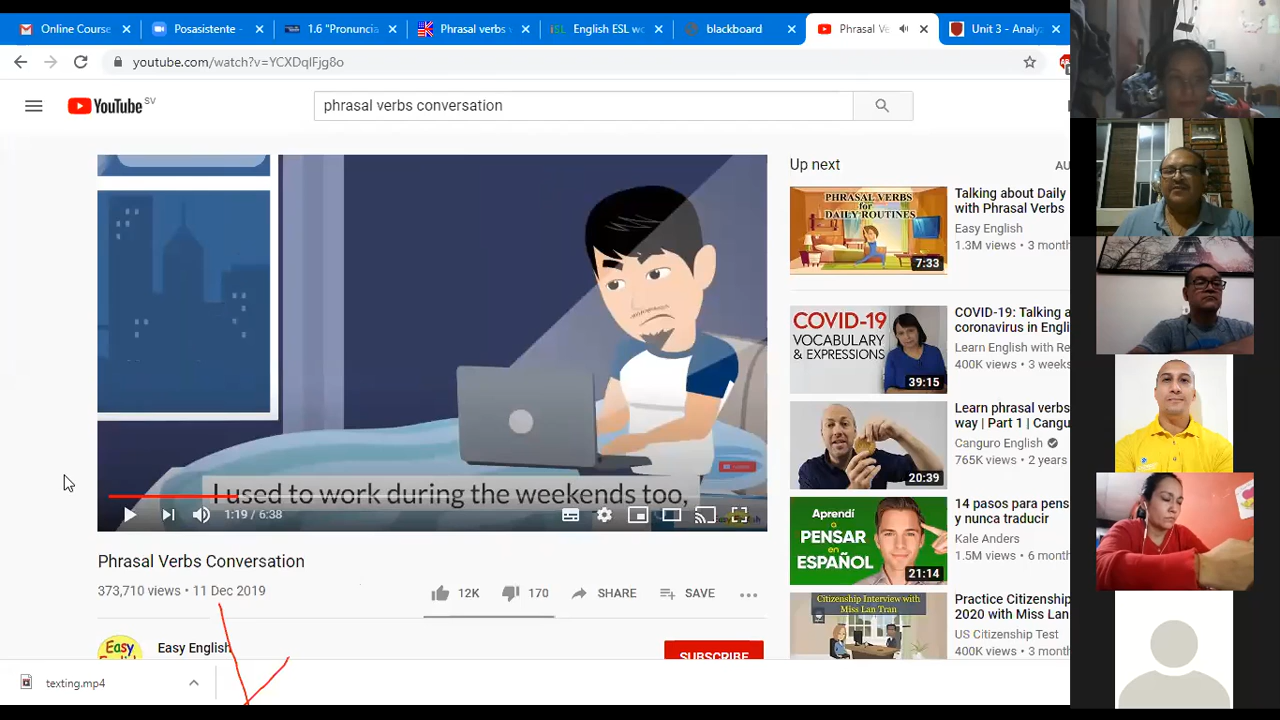 Online Course
Posasistente -
1.6 "Pronuncia
Phrasal verbs
English ESL wo
blackboard
Phrasal Ve
Unit 3 - Analyz
youtube.com/watch?v=YCXDqIFjg8o
YouTube SV
phrasal verbs conversation
I used to work during the weekends too,
1:19 / 6:38
Phrasal Verbs Conversation
373,710 views • 11 Dec 2019
12K
170
SHARE
SAVE
Easy
English
Easy English
SUBSCRIBE
Up next
AU
PHRASAL VERBS
for
DAILY ROUTINES
7:33
Talking about Daily
with Phrasal Verbs
Easy English
1.3M views • 3 month
COVID-19
VOCABULARY
& EXPRESSIONS
39:15
COVID-19: Talking a
coronavirus in Engli
Learn English with Re
400K views • 3 weeks
20:39
Learn phrasal verbs
way | Part 1 | Cangu
Canguro English
765K views • 2 years
Aprendí
a
PENSAR
en
ESPAÑOL
21:14
14 pasos para pens
y nunca traducir
Kale Anders
1.5M views • 6 month
Citizenship Interview with
Miss Lan Tran
Practice Citizenship
2020 with Miss Lan
US Citizenship Test
400K views • 3 month
texting.mp4